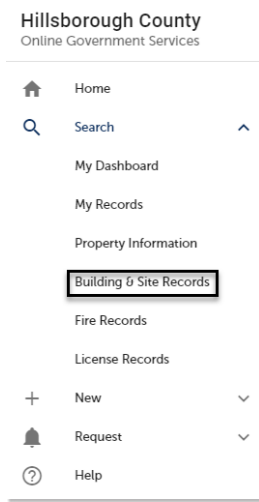 Hillsborough County
Online Government Services
Home
Search
My Dashboard
My Records
Property Information
Building & Site Records
Fire Records
License Records
New
Request
Help